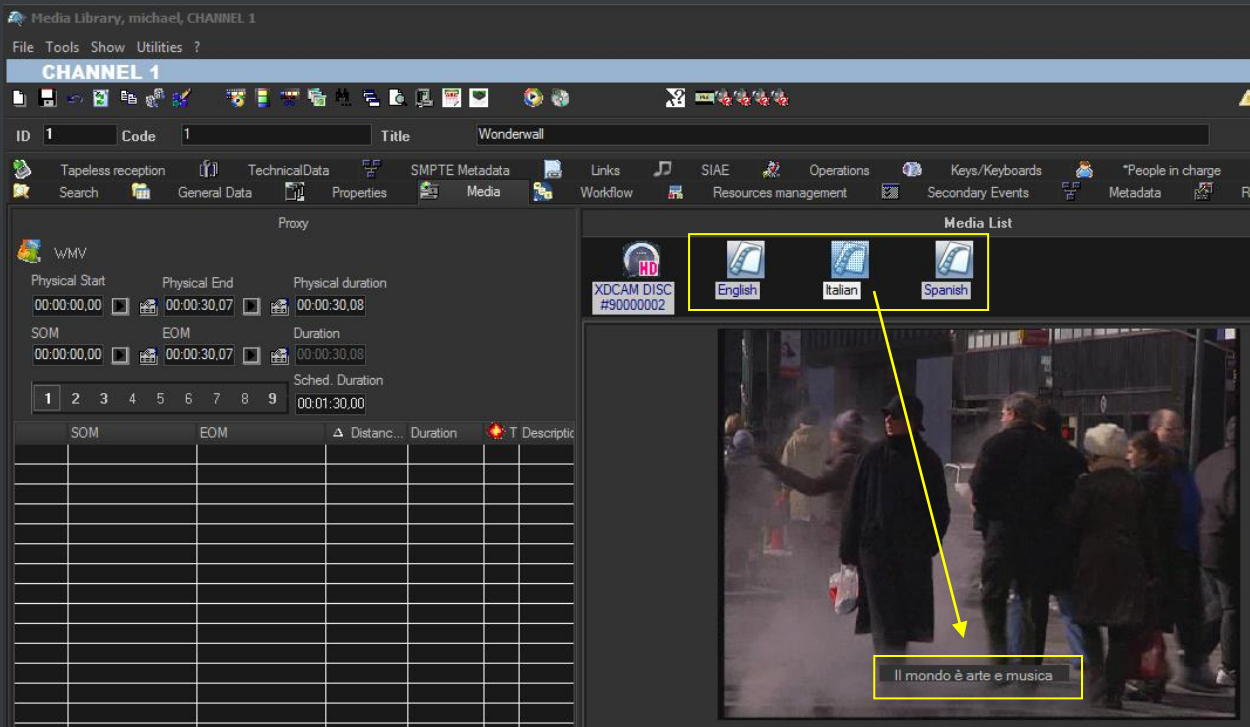 Media Library, michael, CHANNEL 1
File Tools Show Utilities ?
CHANNEL 1
ID 1 Code 1 Title Wonderwall
Tapeless reception TechnicalData SMPTE Metadata Links SIAE Operations Keys/Keyboards *People in charge
Search General Data Properties Media Workflow Resources management Secondary Events Metadata R
Proxy
WMV
Physical Start Physical End Physical duration
00:00:00,00 00:00:30,07 00:00:30,08
SOM EOM Duration
00:00:00,00 00:00:30,07 00:00:30,08
Sched. Duration
1 2 3 4 5 6 7 8 9 00:01:30,00
SOM EOM Distanc... Duration T Descriptic
Media List
HD
XDCAM DISC
#90000002
English Italian Spanish
Il mondo è arte e musica